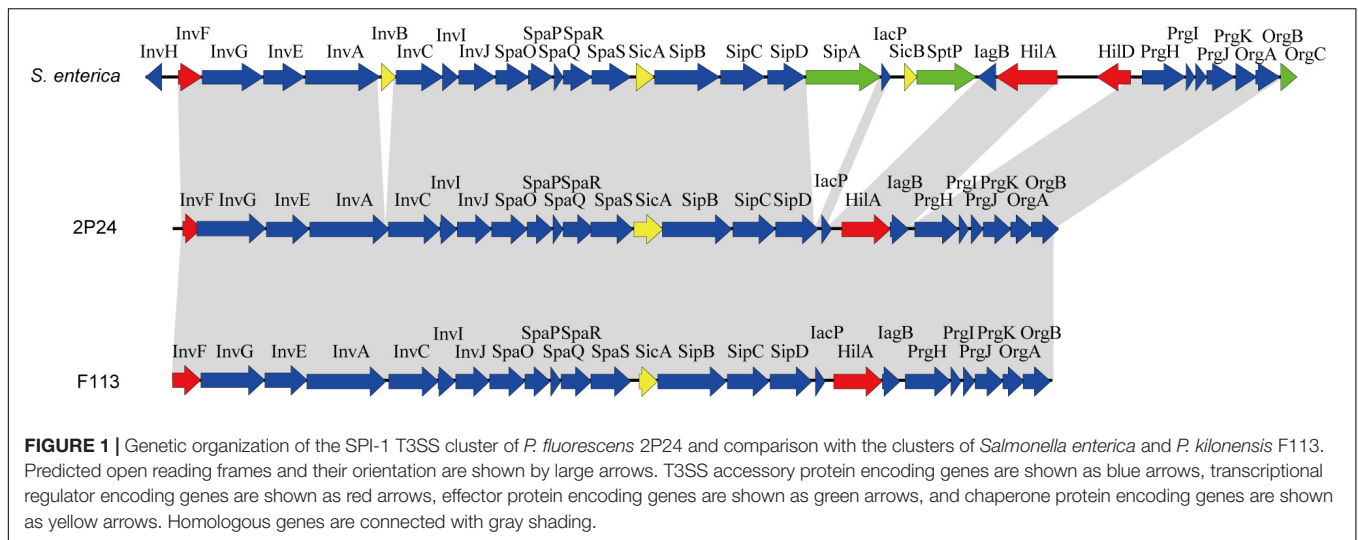 InvH InvF InvG InvE InvA InvB InvC InvI InvJ SpaO SpaP SpaQ SpaR SpaS SicA SipB SipC SipD SipA IacP SicB SptP IagB HilA HilD PrgH PrgI PrgJ PrgK OrgA OrgB OrgC
S. enterica
InvF InvG InvE InvA InvC InvI InvJ SpaO SpaP SpaQ SpaR SpaS SicA SipB SipC SipD IacP HilA IagB PrgH PrgI PrgJ PrgK OrgA OrgB
2P24
InvF InvG InvE InvA InvC InvI InvJ SpaO SpaP SpaQ SpaR SpaS SicA SipB SipC SipD IacP HilA IagB PrgH PrgI PrgJ PrgK OrgA OrgB
F113
FIGURE 1 | Genetic organization of the SPI-1 T3SS cluster of P. fluorescens 2P24 and comparison with the clusters of Salmonella enterica and P. kilonensis F113.
Predicted open reading frames and their orientation are shown by large arrows. T3SS accessory protein encoding genes are shown as blue arrows, transcriptional
regulator encoding genes are shown as red arrows, effector protein encoding genes are shown as green arrows, and chaperone protein encoding genes are shown
as yellow arrows. Homologous genes are connected with gray shading.